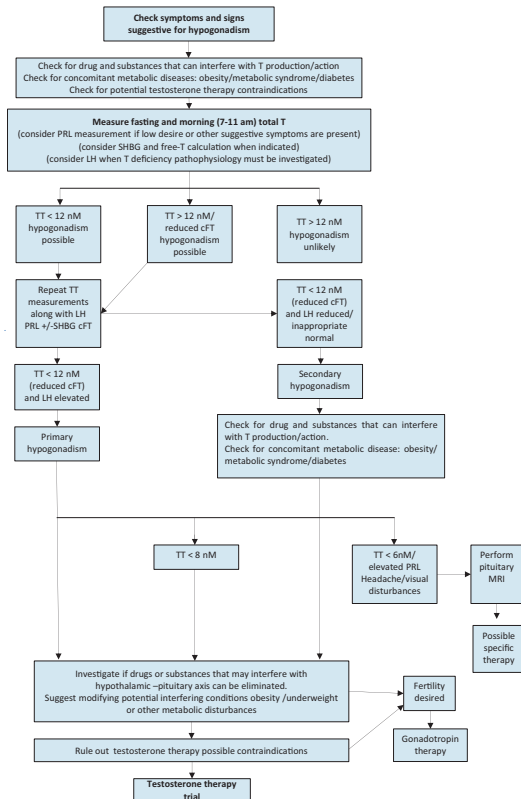 Check symptoms and signs
suggestive for hypogonadism
Check for drug and substances that can interfere with T production/action
Check for concomitant metabolic diseases: obesity/metabolic syndrome/diabetes
Check for potential testosterone therapy contraindications
Measure fasting and morning (7-11 am) total T
(consider PRL measurement if low desire or other suggestive symptoms are present)
(consider SHBG and free-T calculation when indicated)
(consider LH when T deficiency pathophysiology must be investigated)
TT < 12 nM
hypogonadism
possible
TT > 12 nM/
reduced cFT
hypogonadism
possible
TT > 12 nM
hypogonadism
unlikely
Repeat TT
measurements
along with LH
PRL +/-SHBG cFT
TT < 12 nM
(reduced cFT)
and LH reduced/
inappropriate
normal
TT < 12 nM
(reduced cFT)
and LH elevated
Secondary
hypogonadism
Primary
hypogonadism
Check for drug and substances that can interfere
with T production/action.
Check for concomitant metabolic disease: obesity/
metabolic syndrome/diabetes
TT < 8 nM
TT < 6nM/
elevated PRL
Headache/visual
disturbances
Perform
pituitary
MRI
Possible
specific
therapy
Investigate if drugs or substances that may interfere with
hypothalamic –pituitary axis can be eliminated.
Suggest modifying potential interfering conditions obesity /underweight
or other metabolic disturbances
Fertility
desired
Gonadotropin
therapy
Rule out testosterone therapy possible contraindications
Testosterone therapy
trial